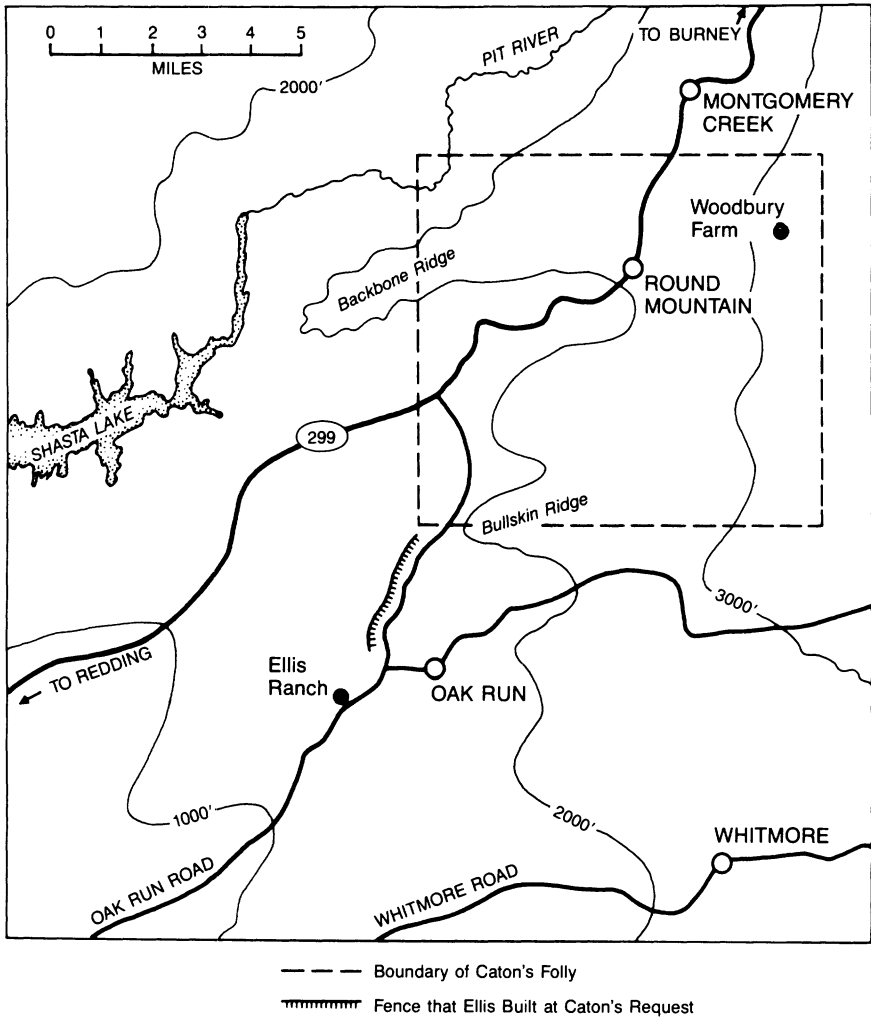 0 1 2 3 4 5
MILES
2000'
PIT RIVER
TO BURNEY
MONTGOMERY
CREEK
Woodbury
Farm
Backbone Ridge
ROUND
MOUNTAIN
SHASTA LAKE
299
Bullskin Ridge
3000'
TO REDDING
Ellis
Ranch
OAK RUN
1000'
2000'
WHITMORE
OAK RUN ROAD
WHITMORE ROAD
Boundary of Caton's Folly
Fence that Ellis Built at Caton's Request